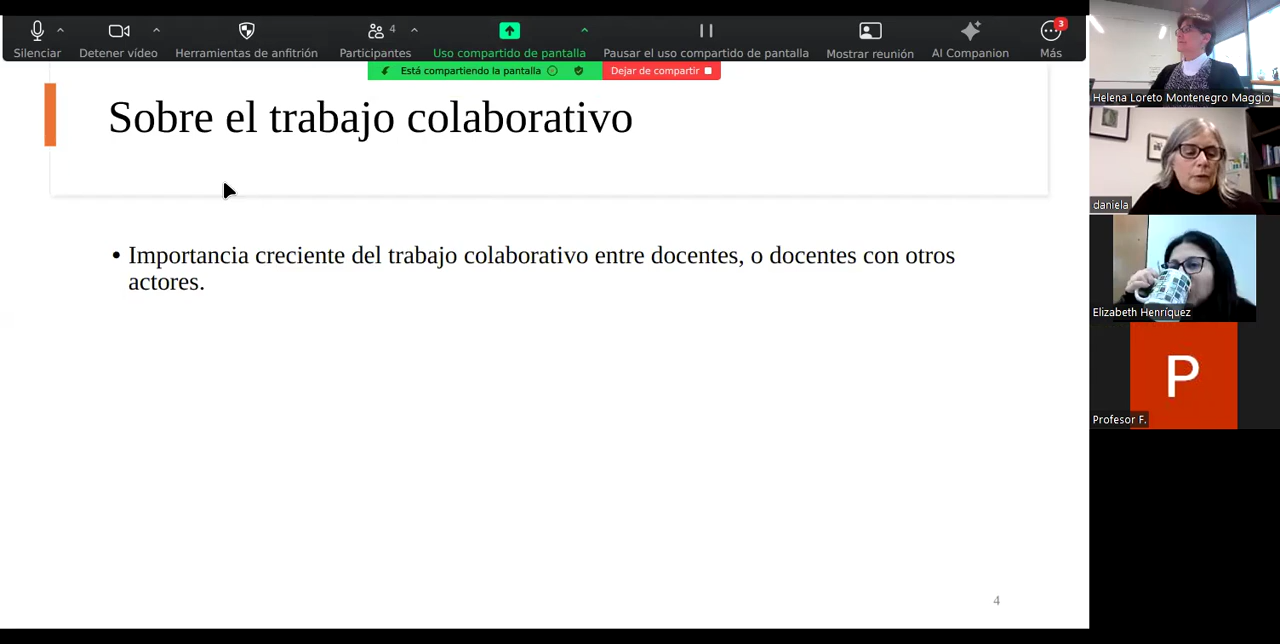 Silenciar
Detener vídeo
Herramientas de anfitrión
4
Participantes
Uso compartido de pantalla
Pausar el uso compartido de pantalla
Mostrar reunión
AI Companion
3
Más
Está compartiendo la pantalla
Dejar de compartir
Sobre el trabajo colaborativo
• Importancia creciente del trabajo colaborativo entre docentes, o docentes con otros
actores.
4
Helena Loreto Montenegro Maggio
daniela
Elizabeth Henríquez
P
Profesor F.